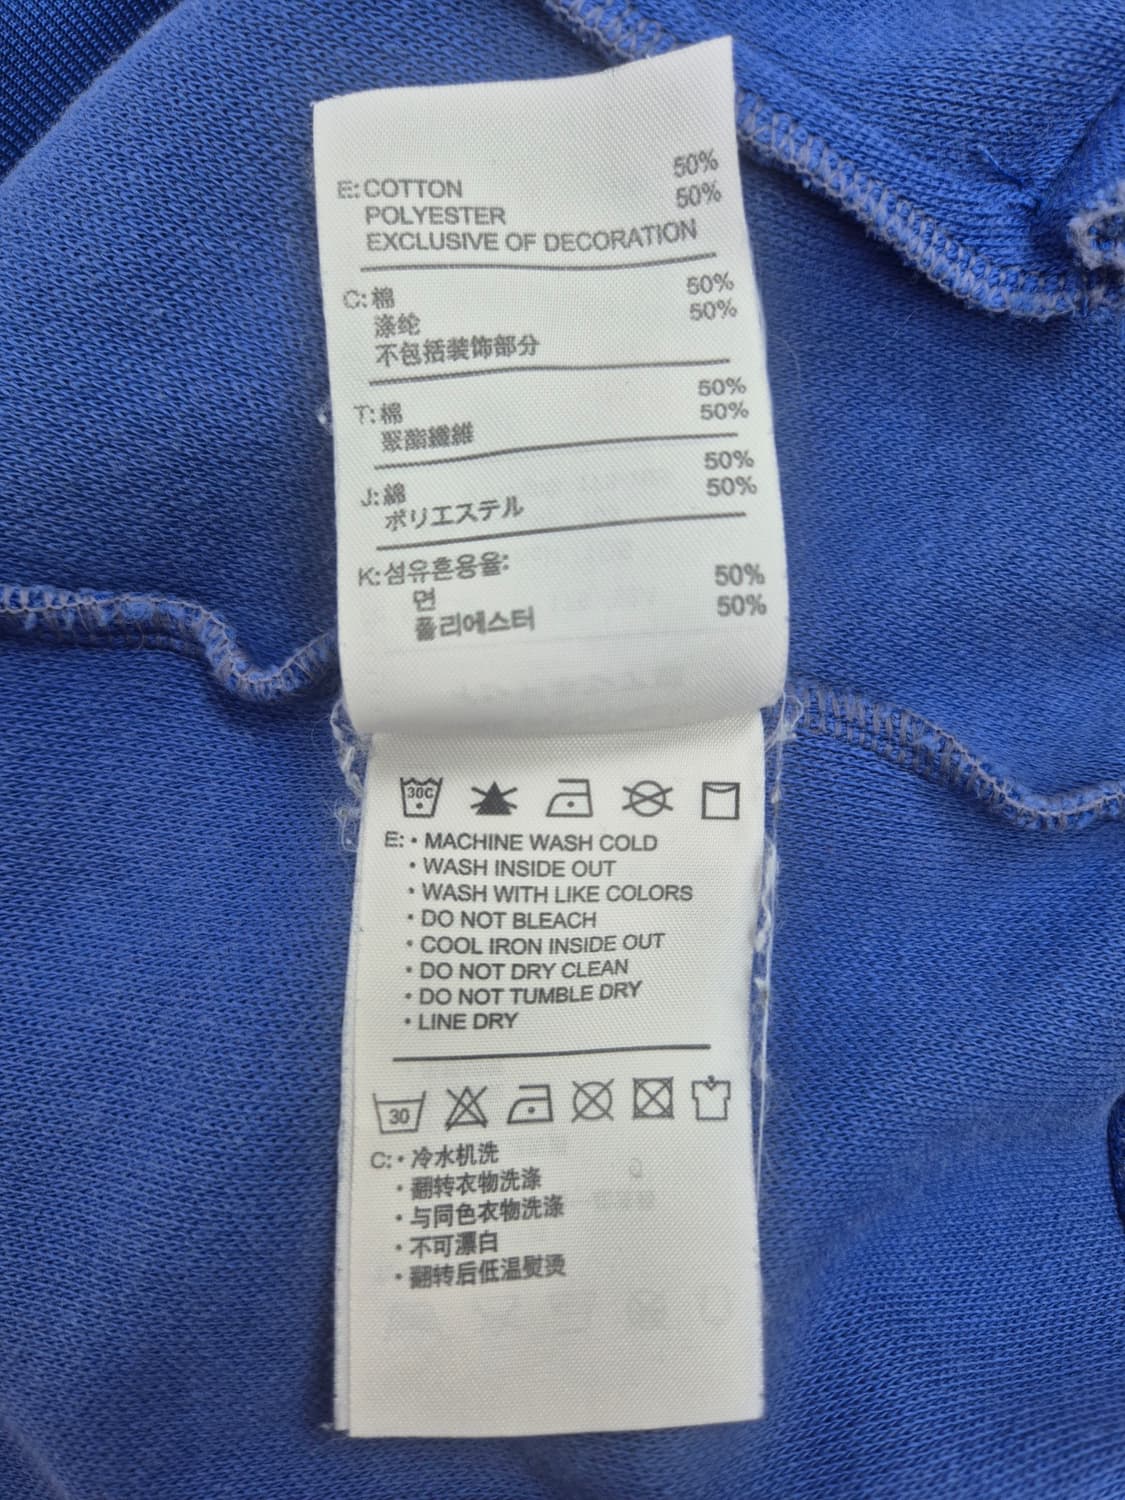 E: COTTON 50%
POLYESTER 50%
EXCLUSIVE OF DECORATION
C: 棉 50%
涤纶 50%
不包括装饰部分
T: 棉 50%
聚酯纖維 50%
J: 綿 50%
ポリエステル 50%
K: 섬유혼용율:
면 50%
폴리에스터 50%
30C
E: • MACHINE WASH COLD
• WASH INSIDE OUT
• WASH WITH LIKE COLORS
• DO NOT BLEACH
• COOL IRON INSIDE OUT
• DO NOT DRY CLEAN
• DO NOT TUMBLE DRY
• LINE DRY
30
C: • 冷水机洗
• 翻转衣物洗涤
• 与同色衣物洗涤
• 不可漂白
• 翻转后低温熨烫